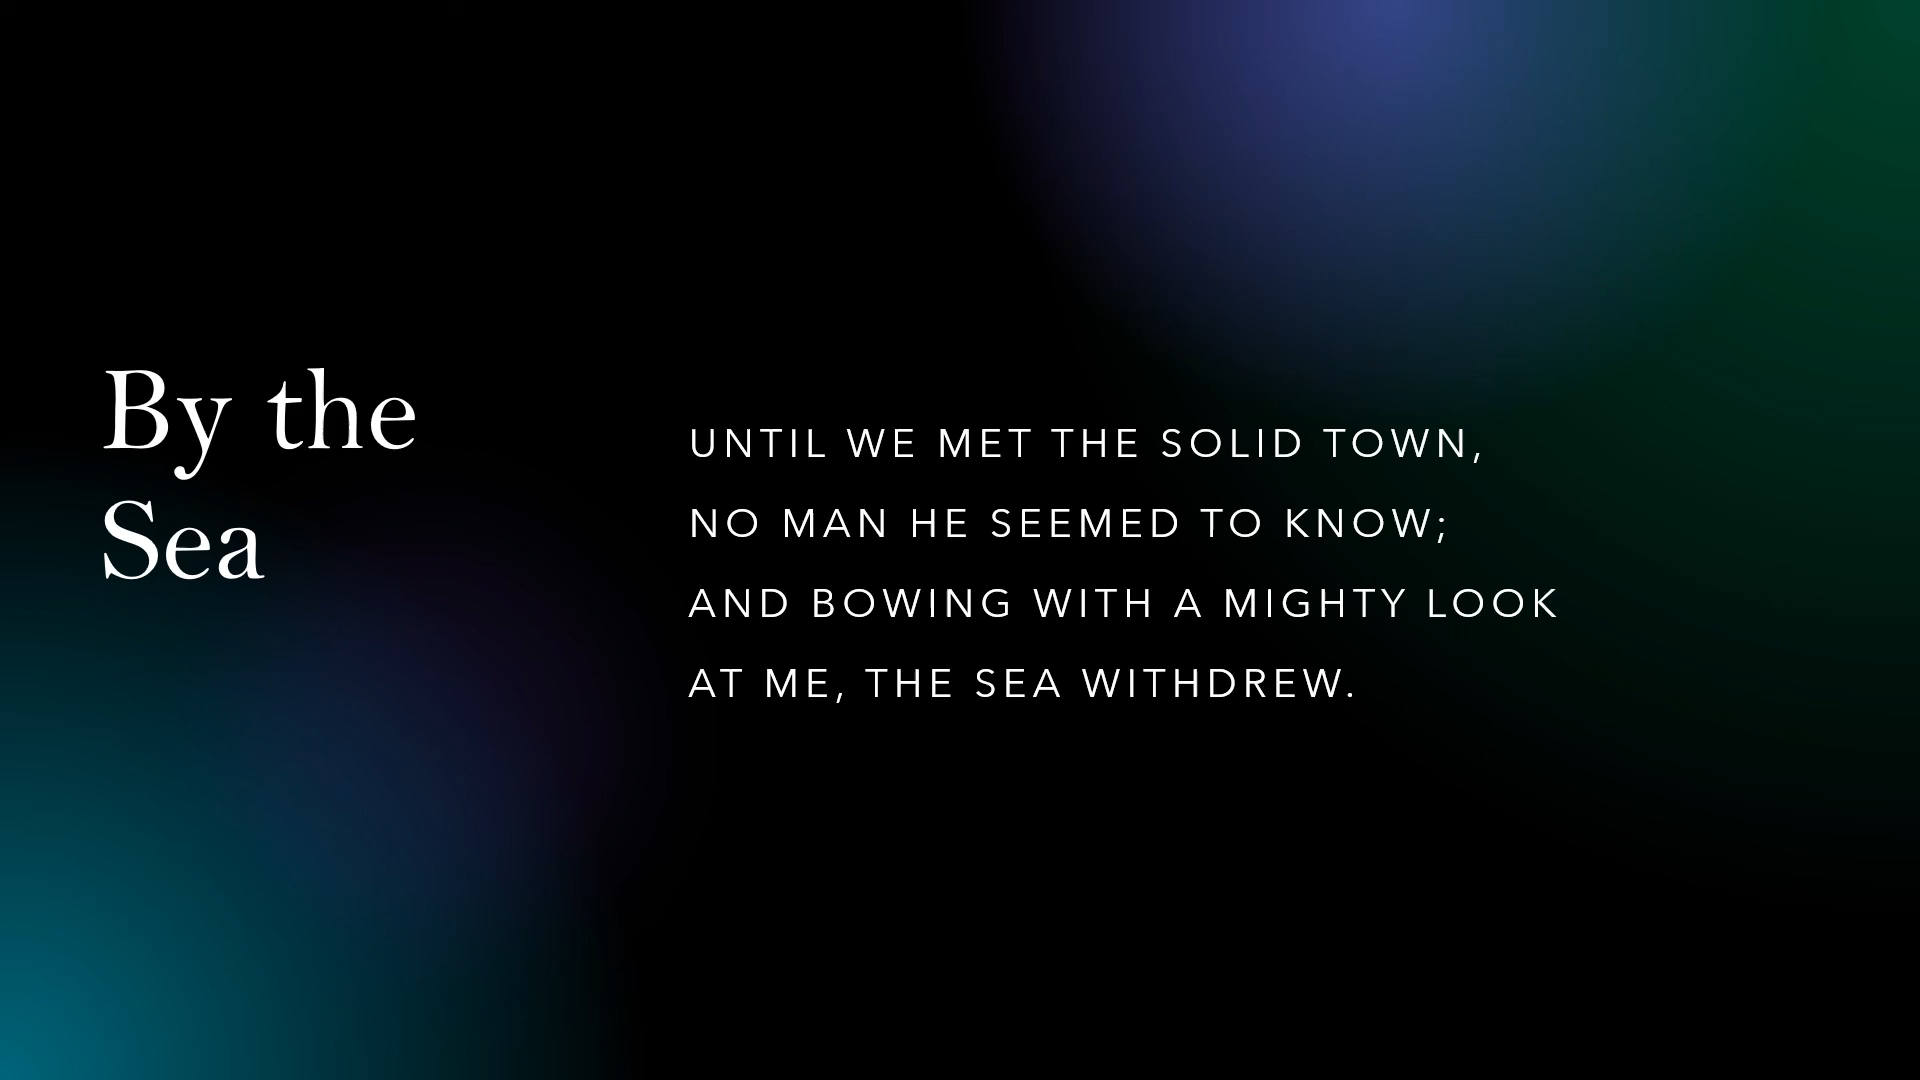 By the
Sea
UNTIL WE MET THE SOLID TOWN,
NO MAN HE SEEMED TO KNOW;
AND BOWING WITH A MIGHTY LOOK
AT ME, THE SEA WITHDREW.